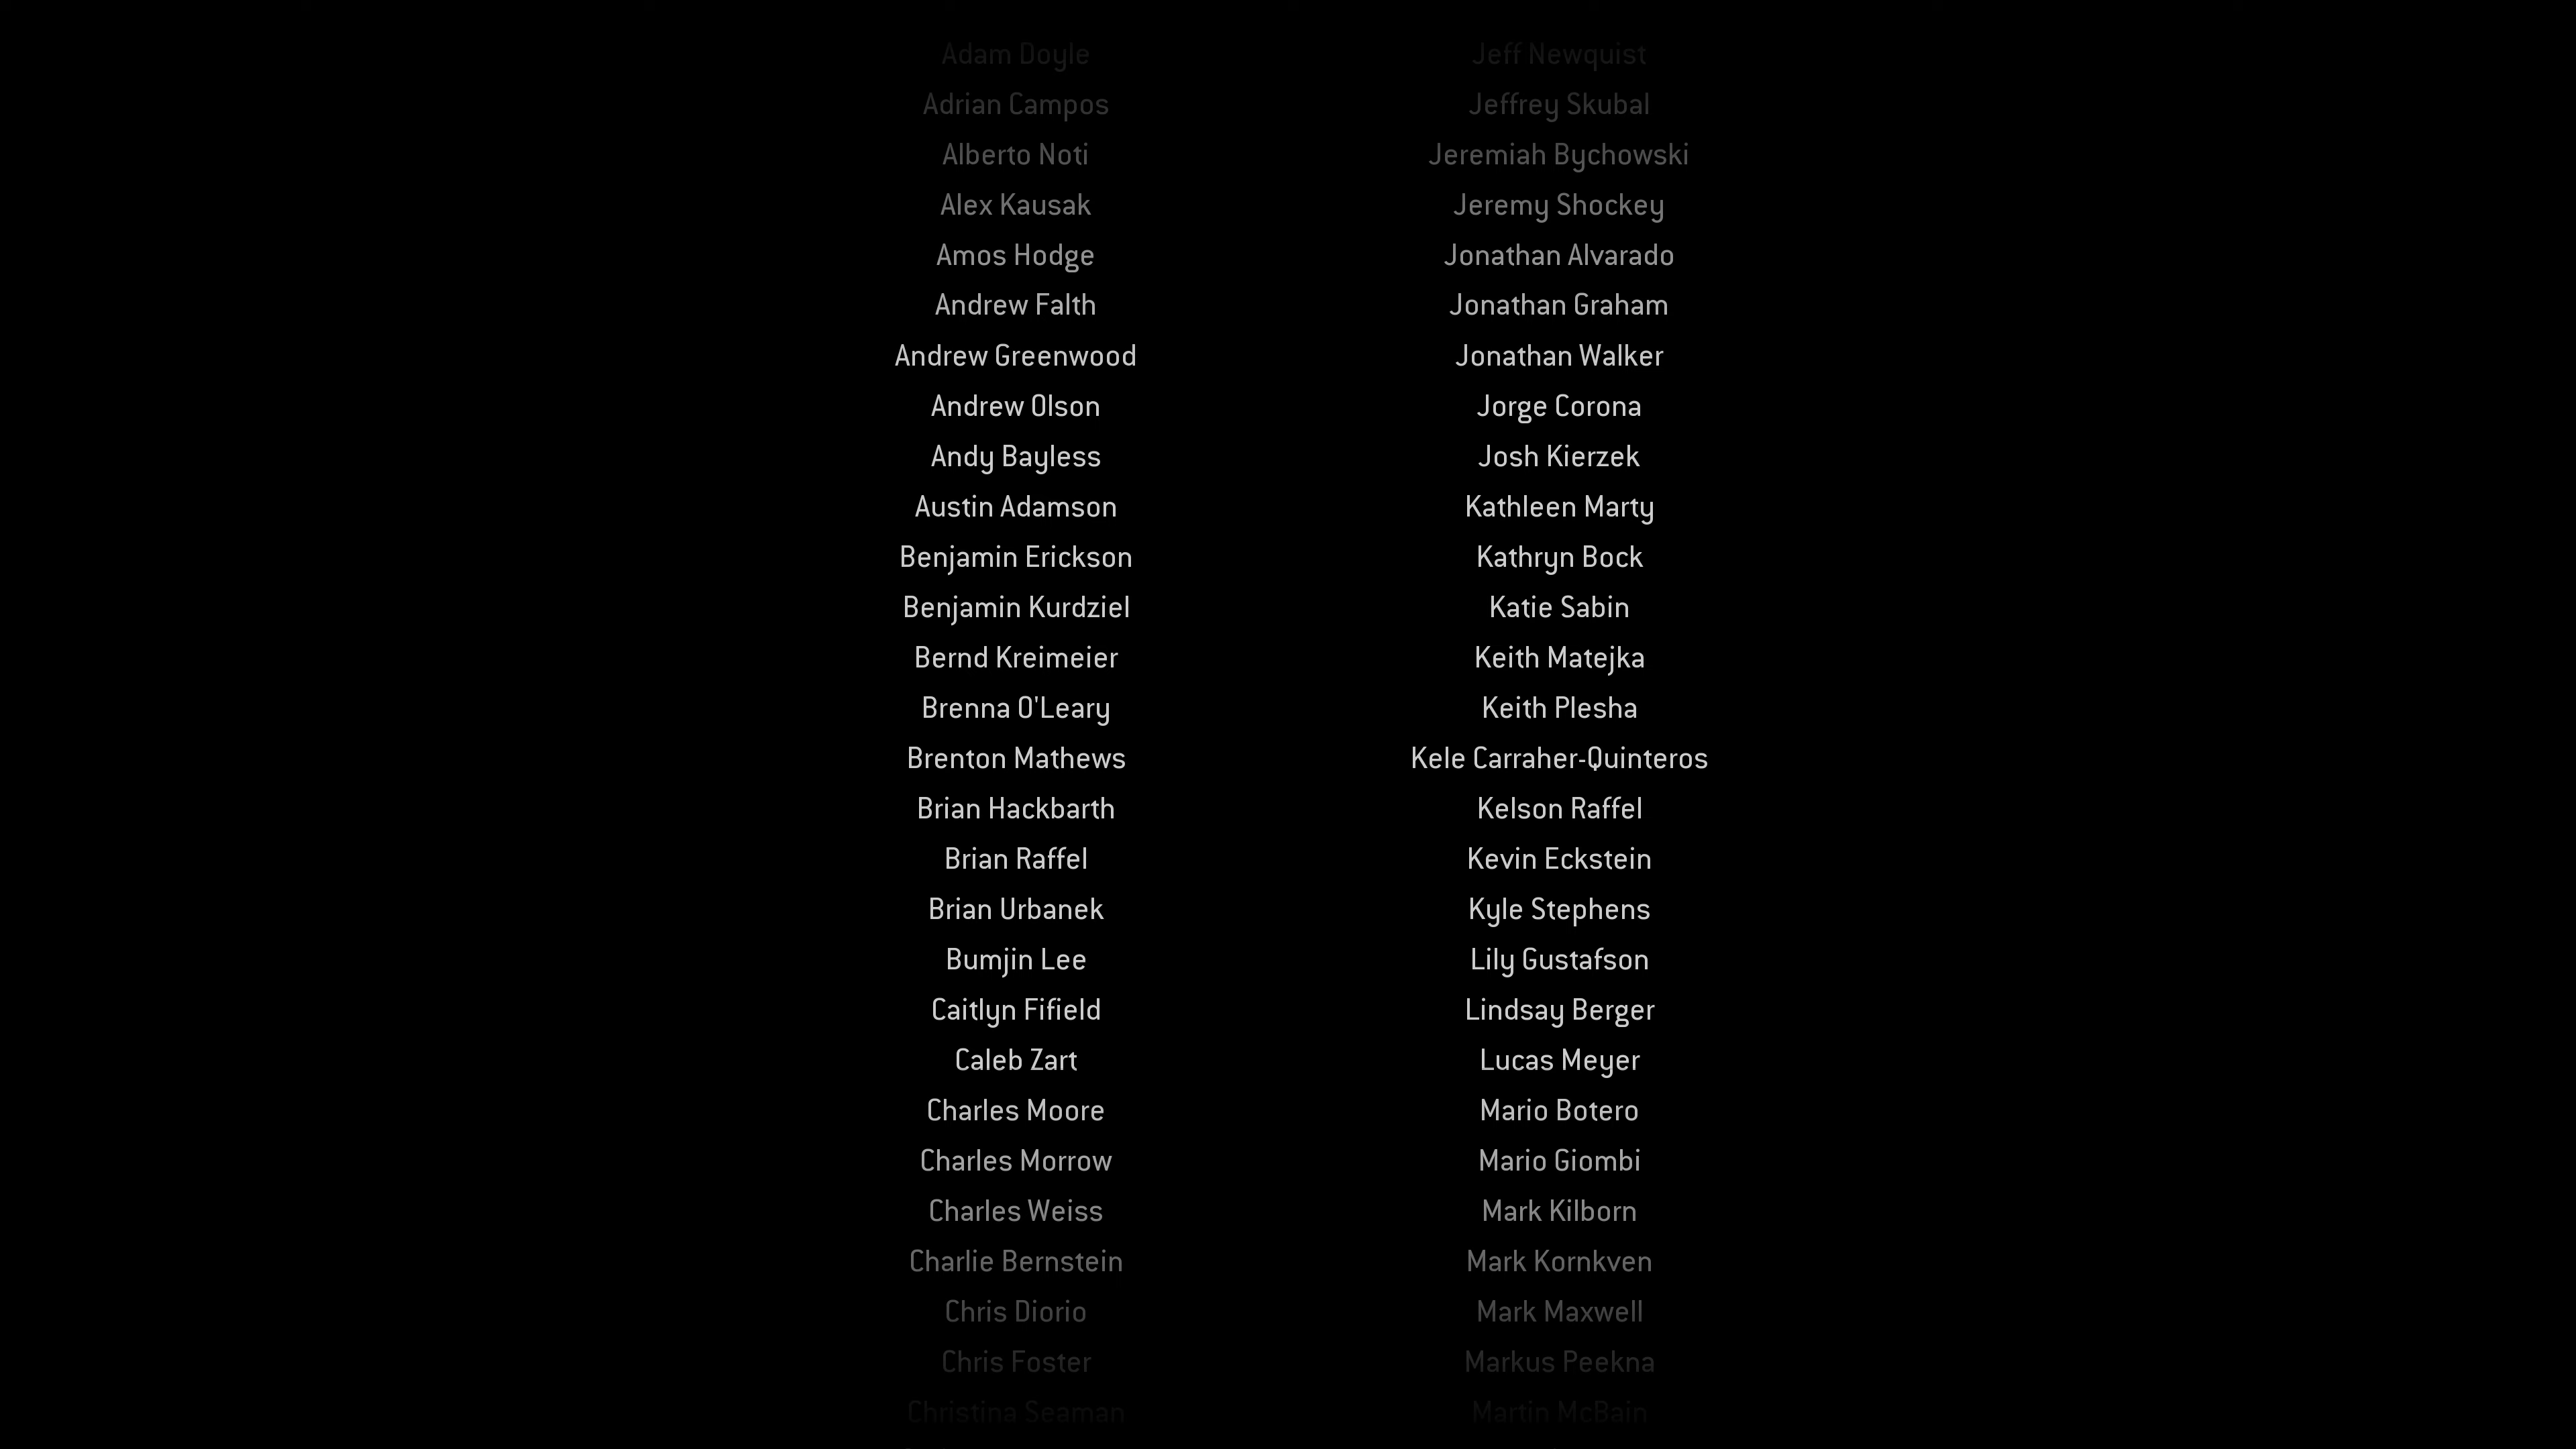 Adam Doyle
Adrian Campos
Alberto Noti
Alex Kausak
Amos Hodge
Andrew Falth
Andrew Greenwood
Andrew Olson
Andy Bayless
Austin Adamson
Benjamin Erickson
Benjamin Kurdziel
Bernd Kreimeier
Brenna O'Leary
Brenton Mathews
Brian Hackbarth
Brian Raffel
Brian Urbanek
Bumjin Lee
Caitlyn Fifield
Caleb Zart
Charles Moore
Charles Morrow
Charles Weiss
Charlie Bernstein
Chris Diorio
Chris Foster
Christina Seaman
Jeff Newquist
Jeffrey Skubal
Jeremiah Bychowski
Jeremy Shockey
Jonathan Alvarado
Jonathan Graham
Jonathan Walker
Jorge Corona
Josh Kierzek
Kathleen Marty
Kathryn Bock
Katie Sabin
Keith Matejka
Keith Plesha
Kele Carraher-Quinteros
Kelson Raffel
Kevin Eckstein
Kyle Stephens
Lily Gustafson
Lindsay Berger
Lucas Meyer
Mario Botero
Mario Giombi
Mark Kilborn
Mark Kornkven
Mark Maxwell
Markus Peekna
Martin McBain